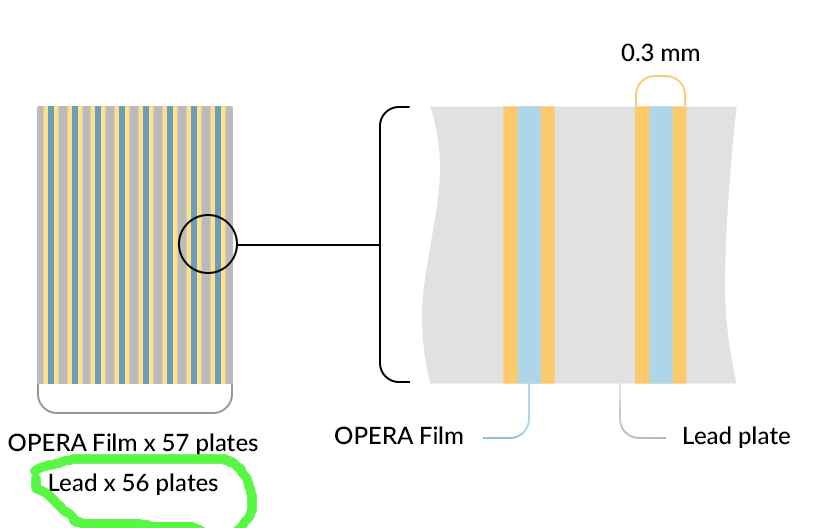 0.3 mm
OPERA Film x 57 plates
Lead x 56 plates
OPERA Film
Lead plate